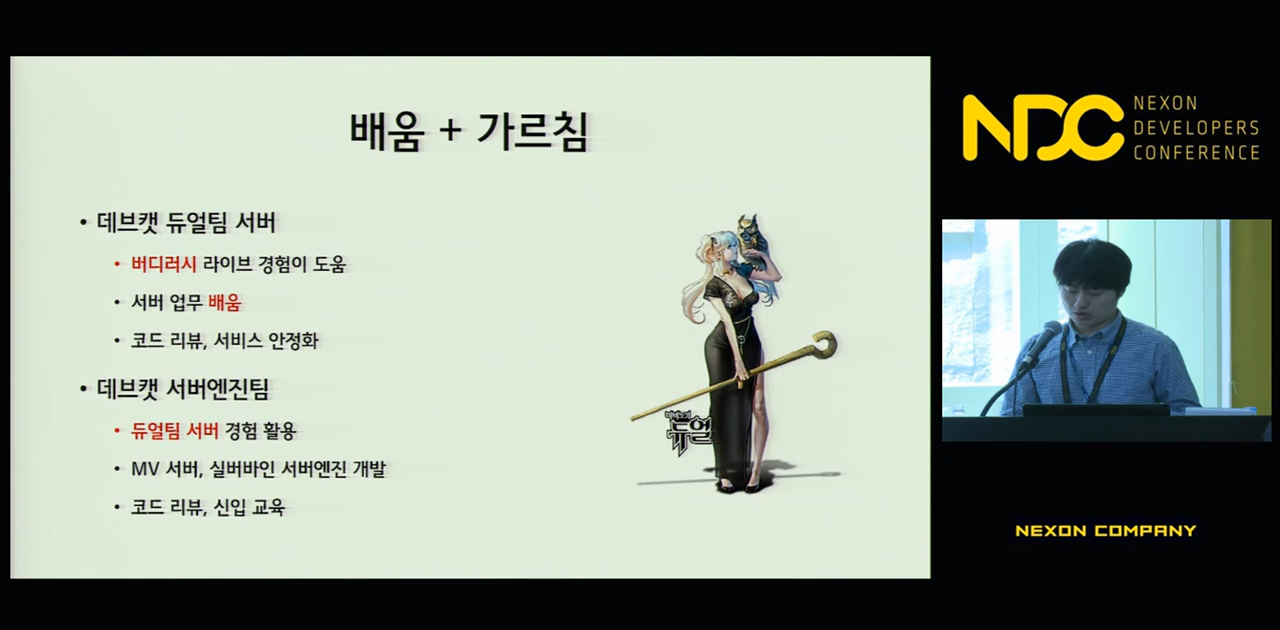 배움 + 가르침
• 데브캣 듀얼팀 서버
• 버디러시 라이브 경험이 도움
• 서버 업무 배움
• 코드 리뷰, 서비스 안정화
• 데브캣 서버엔진팀
• 듀얼팀 서버 경험 활용
• MV 서버, 실버바인 서버엔진 개발
• 코드 리뷰, 신입 교육
듀얼
NDC
NEXON
DEVELOPERS
CONFERENCE
NEXON COMPANY